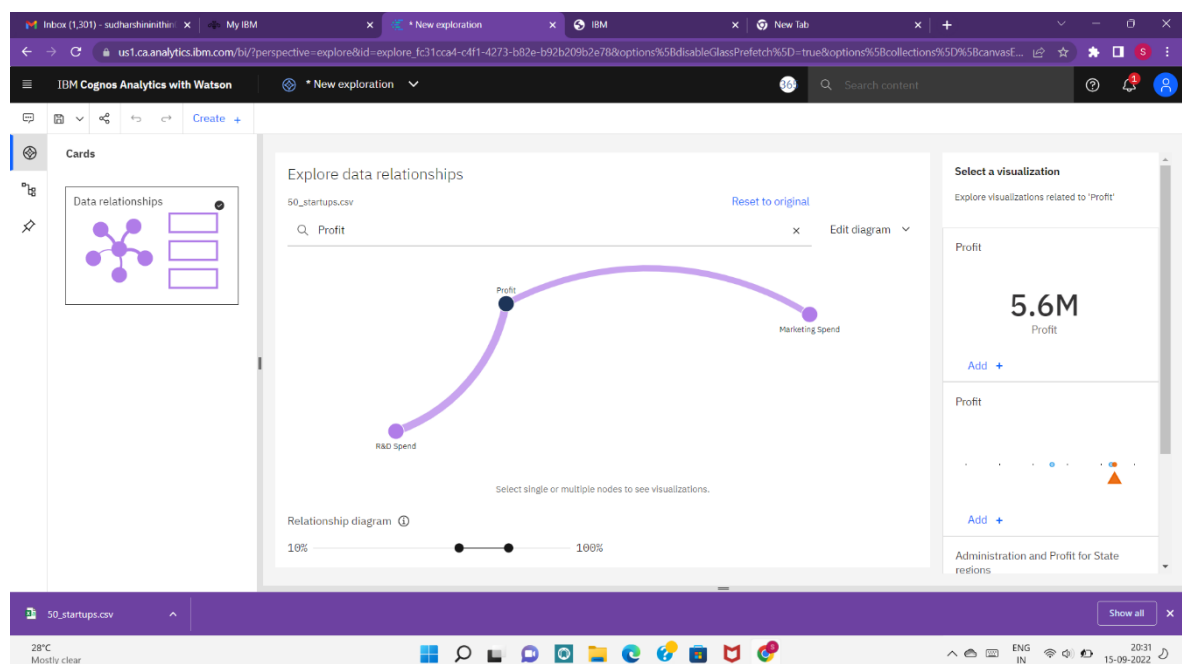 Inbox (1,301) - sudharshininithini
My IBM
* New exploration
IBM
New Tab
us1.ca.analytics.ibm.com/bi/?perspective=explore&id=explore_fc31cca4-c4f1-4273-b82e-b92b209b2e78&options%5BdisableGlassPrefetch%5D=true&options%5Bcollections%5D%5BcanvasE...
S
IBM Cognos Analytics with Watson
* New exploration
365
Search content
1
Create +
Cards
Data relationships
Explore data relationships
50_startups.csv
Reset to original
Profit
Edit diagram
Profit
Marketing Spend
R&D Spend
Select single or multiple nodes to see visualizations.
Relationship diagram
10%
100%
Select a visualization
Explore visualizations related to 'Profit'
Profit
5.6M
Profit
Add +
Profit
Add +
Administration and Profit for State
regions
50_startups.csv
Show all
28°C
Mostly clear
ENG
IN
20:31
15-09-2022